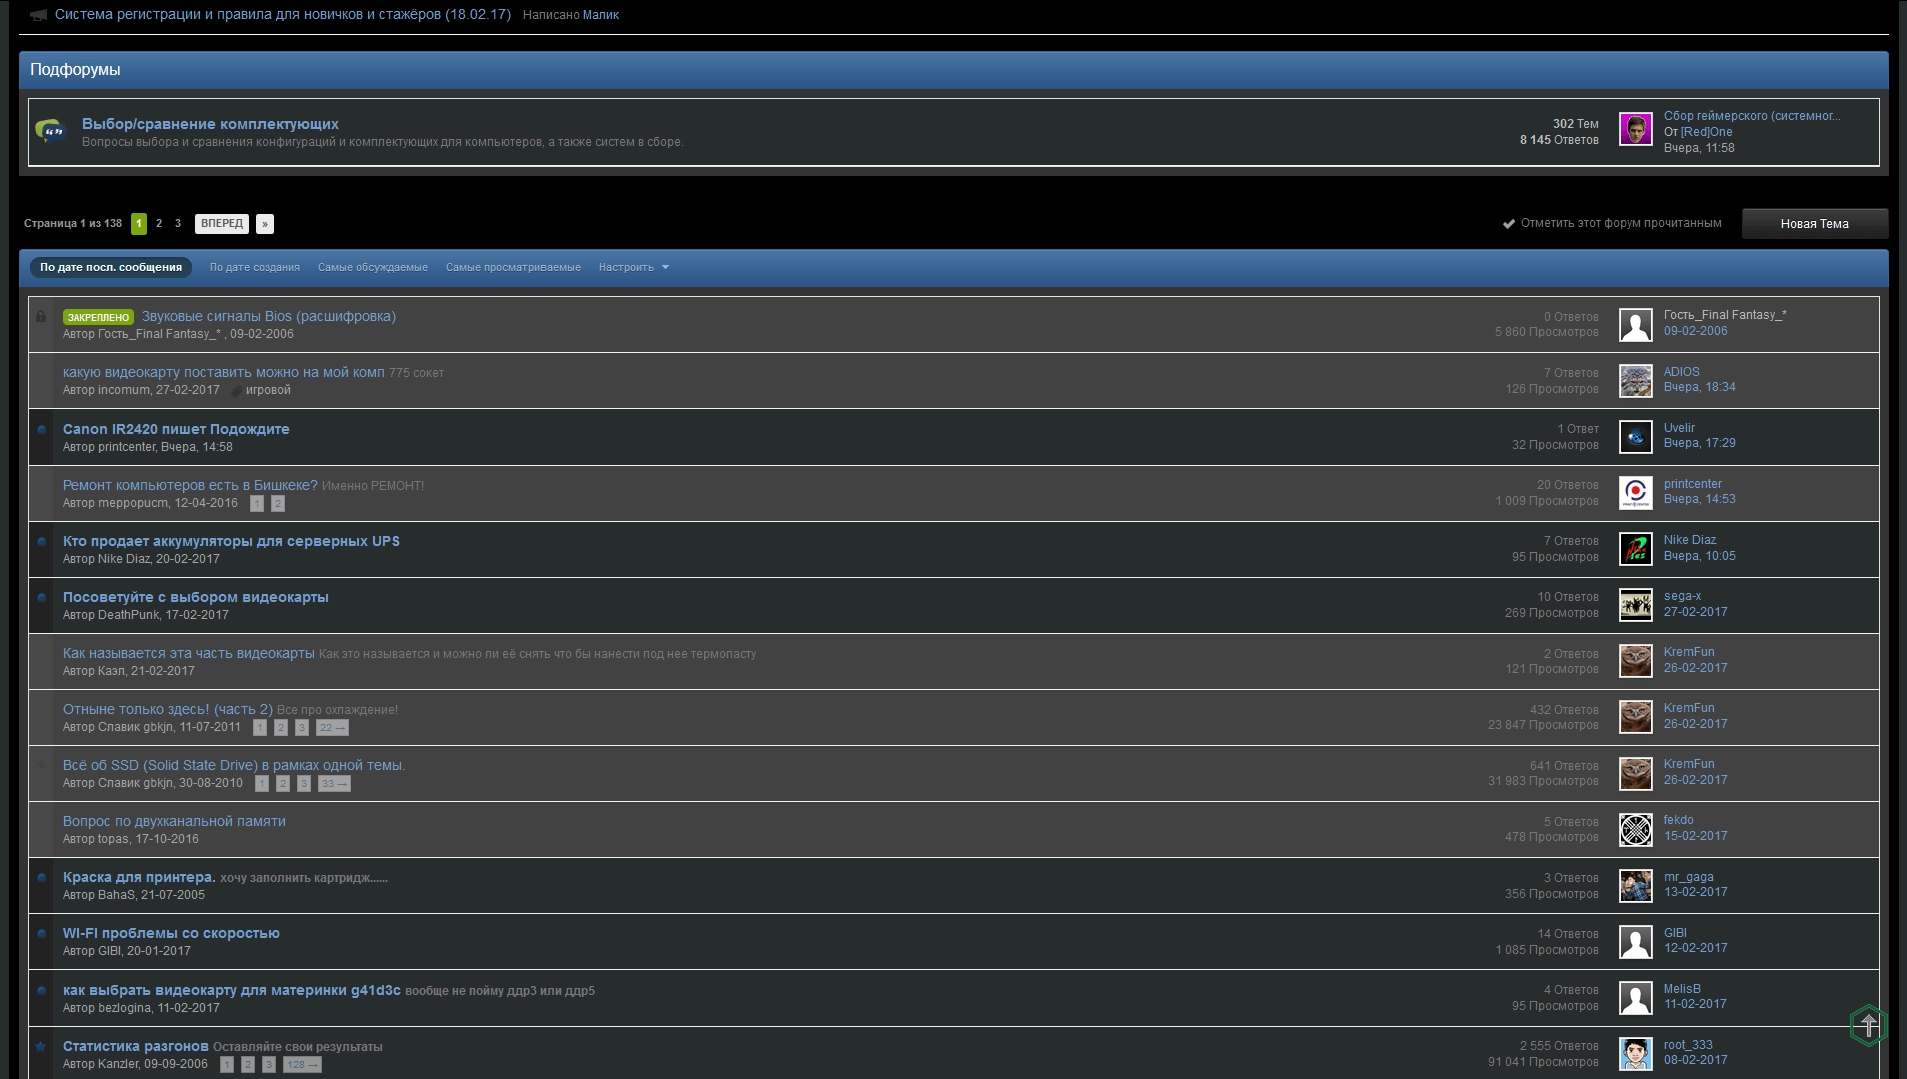 Система регистрации и правила для новичков и стажёров (18.02.17) Написано Малик
Подфорумы
Выбор/сравнение комплектующих
Вопросы выбора и сравнения конфигураций и комплектующих для компьютеров, а также систем в сборе.
302 Тем
8 145 Ответов
Сбор геймерского (системног...
От [Red]One
Вчера, 11:58
Страница 1 из 138 1 2 3 ВПЕРЕД »
Отметить этот форум прочитанным
Новая Тема
По дате посл. сообщения По дате создания Самые обсуждаемые Самые просматриваемые Настроить
ЗАКРЕПЛЕНО Звуковые сигналы Bios (расшифровка)
Автор Гость_Final Fantasy_* , 09-02-2006
0 Ответов
5 860 Просмотров
Гость_Final Fantasy_*
09-02-2006
какую видеокарту поставить можно на мой комп 775 сокет
Автор incomum, 27-02-2017 игровой
7 Ответов
126 Просмотров
ADIOS
Вчера, 18:34
Canon IR2420 пишет Подождите
Автор printcenter, Вчера, 14:58
1 Ответ
32 Просмотров
Uvelir
Вчера, 17:29
Ремонт компьютеров есть в Бишкеке? Именно РЕМОНТ!
Автор meppopucm, 12-04-2016 1 2
20 Ответов
1 009 Просмотров
printcenter
Вчера, 14:53
Кто продает аккумуляторы для серверных UPS
Автор Nike Diaz, 20-02-2017
7 Ответов
95 Просмотров
Nike Diaz
Вчера, 10:05
Посоветуйте с выбором видеокарты
Автор DeathPunk, 17-02-2017
10 Ответов
269 Просмотров
sega-x
27-02-2017
Как называется эта часть видеокарты Как это называется и можно ли её снять что бы нанести под нее термопасту
Автор Каэл, 21-02-2017
2 Ответов
121 Просмотров
KremFun
26-02-2017
Отныне только здесь! (часть 2) Все про охлаждение!
Автор Славик gbkjn, 11-07-2011 1 2 3 22 →
432 Ответов
23 847 Просмотров
KremFun
26-02-2017
Всё об SSD (Solid State Drive) в рамках одной темы.
Автор Славик gbkjn, 30-08-2010 1 2 3 33 →
641 Ответов
31 983 Просмотров
KremFun
26-02-2017
Вопрос по двухканальной памяти
Автор topas, 17-10-2016
5 Ответов
478 Просмотров
fekdo
15-02-2017
Краска для принтера. хочу заполнить картридж......
Автор BahaS, 21-07-2005
3 Ответов
356 Просмотров
mr_gaga
13-02-2017
WI-FI проблемы со скоростью
Автор GIBI, 20-01-2017
14 Ответов
1 085 Просмотров
GIBI
12-02-2017
как выбрать видеокарту для материнки g41d3c вообще не пойму ддр3 или ддр5
Автор bezlogina, 11-02-2017
4 Ответов
95 Просмотров
MelisB
11-02-2017
Статистика разгонов Оставляйте свои результаты
Автор Kanzler, 09-09-2006 1 2 3 128 →
2 555 Ответов
91 041 Просмотров
root_333
08-02-2017